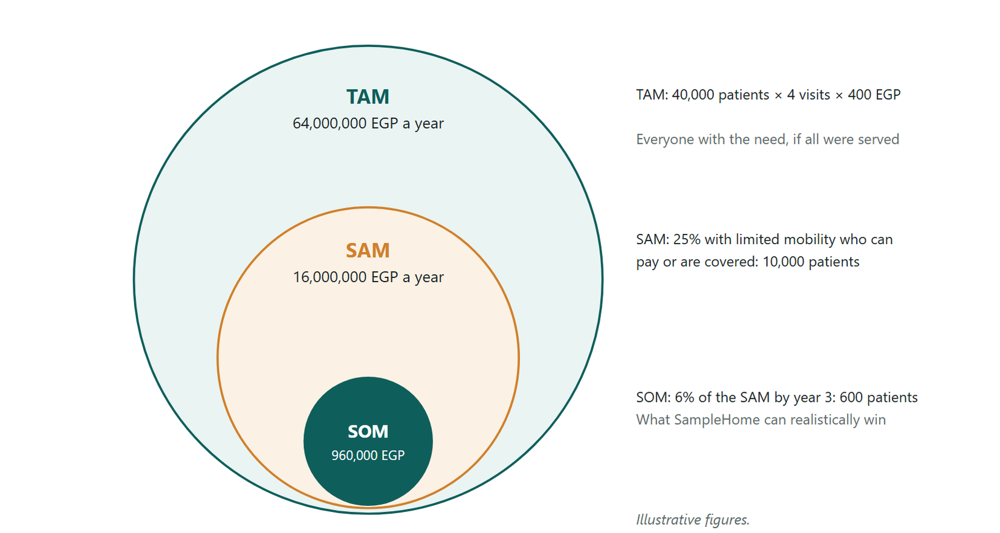 TAM
64,000,000 EGP a year
TAM: 40,000 patients × 4 visits × 400 EGP
Everyone with the need, if all were served
SAM
16,000,000 EGP a year
SAM: 25% with limited mobility who can
pay or are covered: 10,000 patients
SOM
960,000 EGP
SOM: 6% of the SAM by year 3: 600 patients
What SampleHome can realistically win
Illustrative figures.